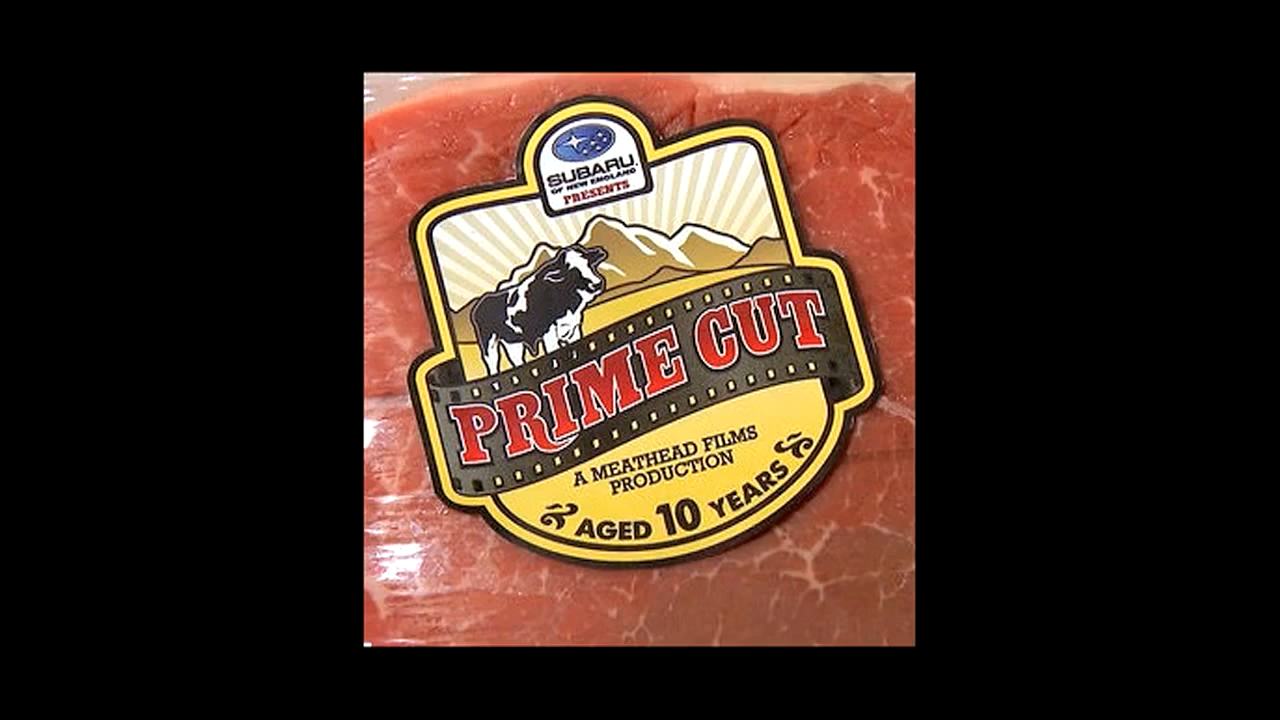 SUBARU
OF NEW ENGLAND
PRESENTS
PRIME CUT
A MEATHEAD FILMS
PRODUCTION
AGED 10 YEARS